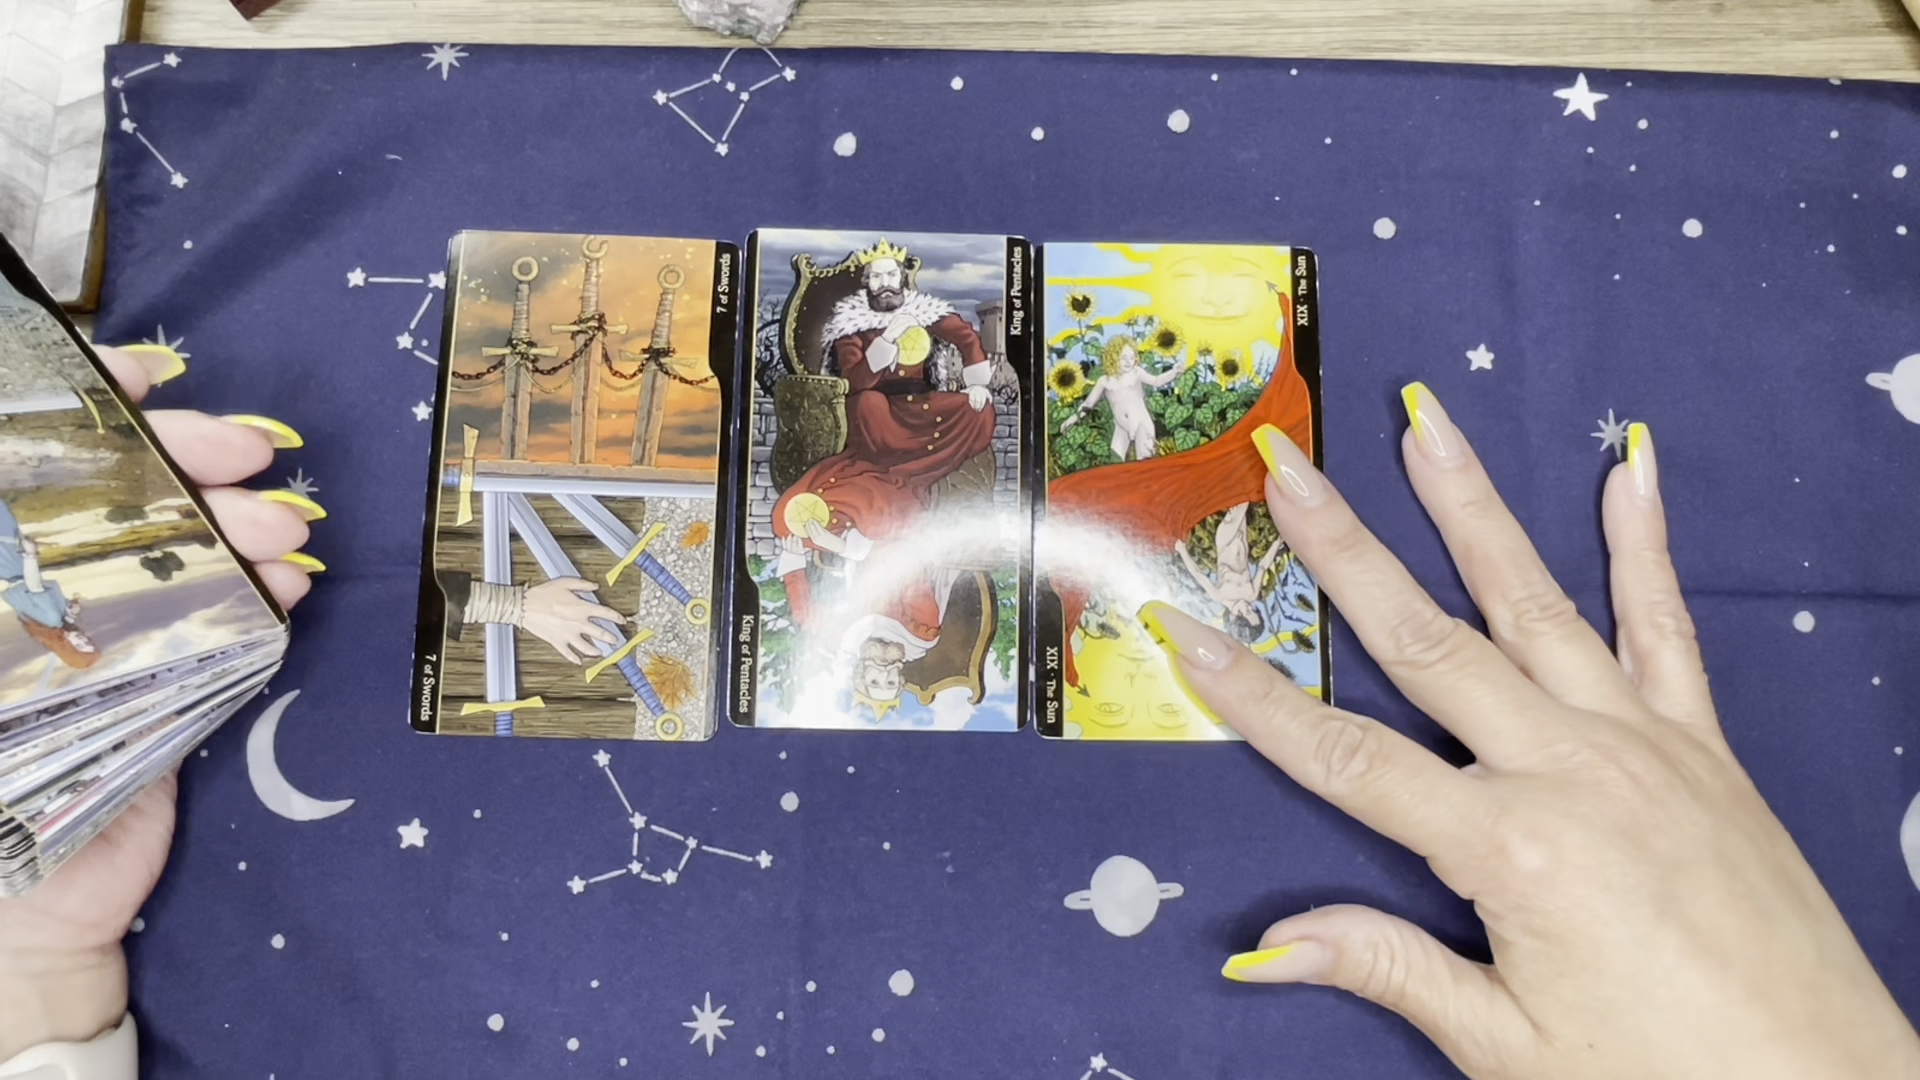 7 of Swords
7 of Swords
King of Pentacles
King of Pentacles
XIX · The Sun
XIX · The Sun